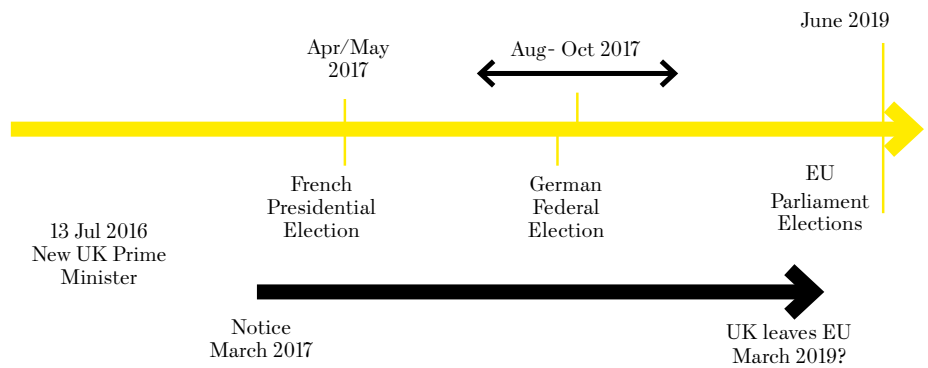 June 2019
Apr/May
2017
Aug- Oct 2017
French
Presidential
Election
German
Federal
Election
EU
Parliament
Elections
13 Jul 2016
New UK Prime
Minister
Notice
March 2017
UK leaves EU
March 2019?